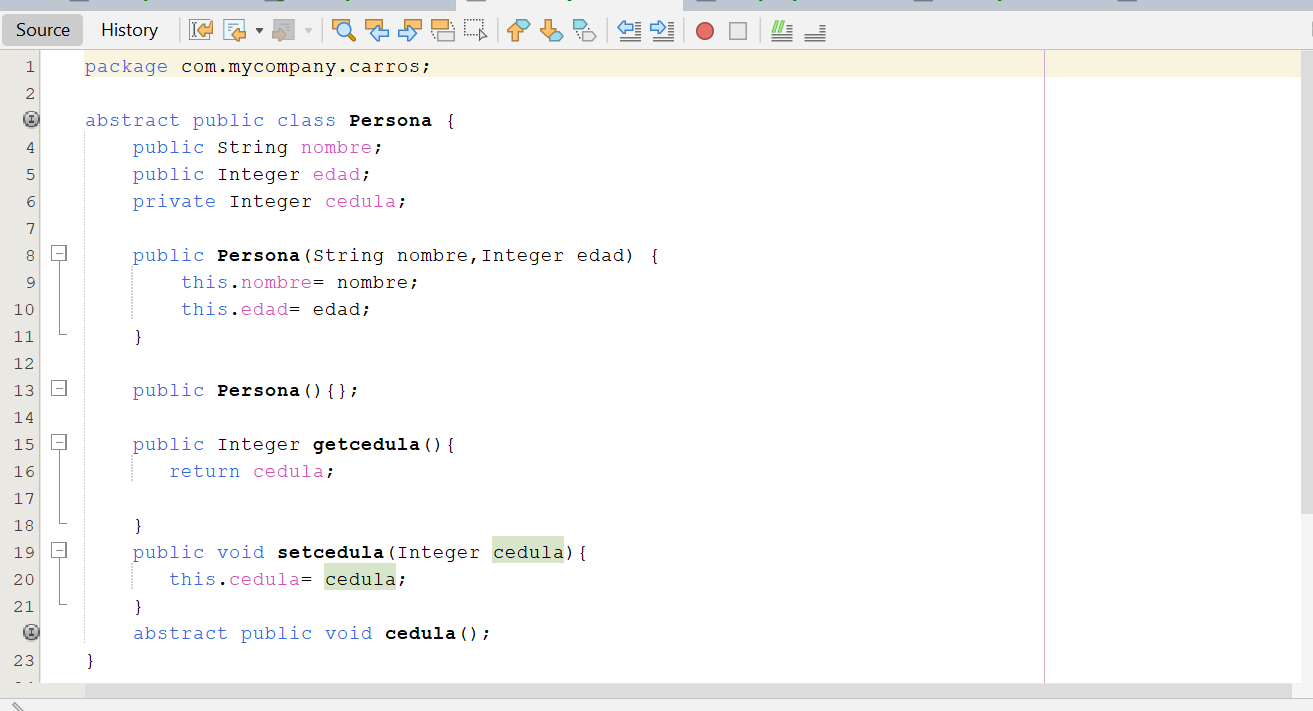 Source History
1 package com.mycompany.carros;
2
abstract public class Persona {
4 public String nombre;
5 public Integer edad;
6 private Integer cedula;
7
8 public Persona(String nombre,Integer edad) {
9 this.nombre= nombre;
10 this.edad= edad;
11 }
12
13 public Persona(){};
14
15 public Integer getcedula(){
16 return cedula;
17
18 }
19 public void setcedula(Integer cedula){
20 this.cedula= cedula;
21 }
abstract public void cedula();
23 }